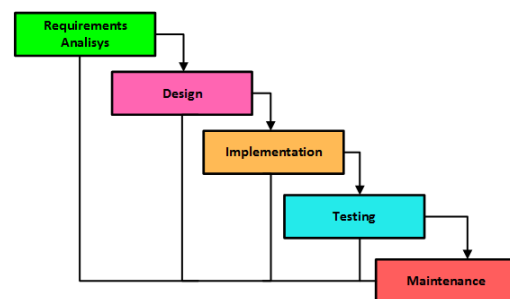 Requirements
Analisys
Design
Implementation
Testing
Maintenance